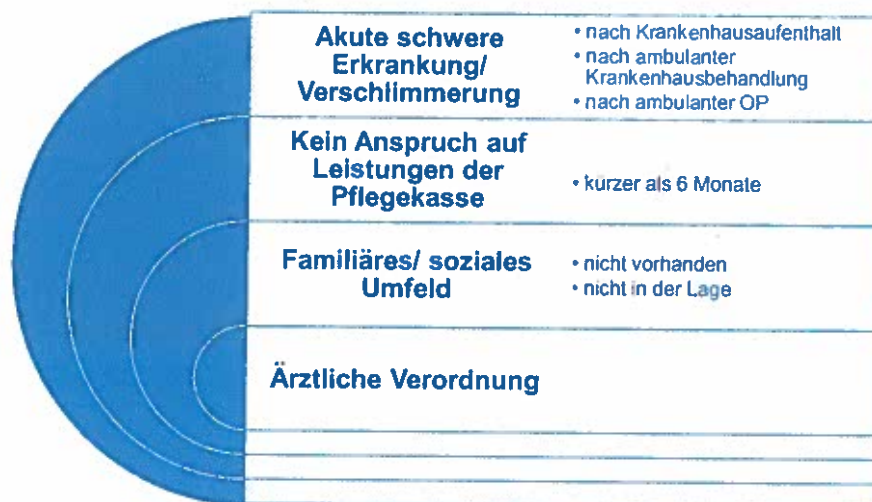 Akute schwere
Erkrankung/
Verschlimmerung
• nach Krankenhausaufenthalt
• nach ambulanter
Krankenhausbehandlung
• nach ambulanter OP
Kein Anspruch auf
Leistungen der
Pflegekasse
• kürzer als 6 Monate
Familiäres/ soziales
Umfeld
• nicht vorhanden
• nicht in der Lage
Ärztliche Verordnung